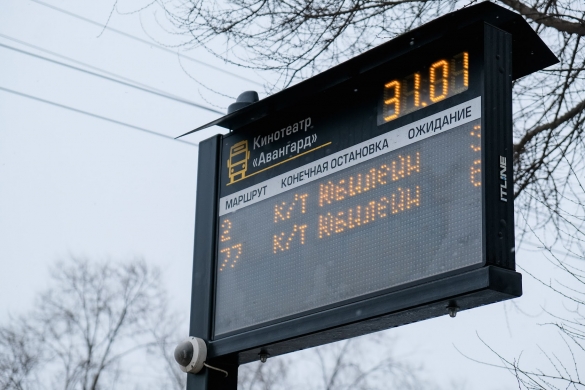 31.01
Кинотеатр
«Авангард»
МАРШРУТ КОНЕЧНАЯ ОСТАНОВКА ОЖИДАНИЕ
2 К/Т ЮБИЛЕЙН
77 К/Т ЮБИЛЕЙН
ITLINE